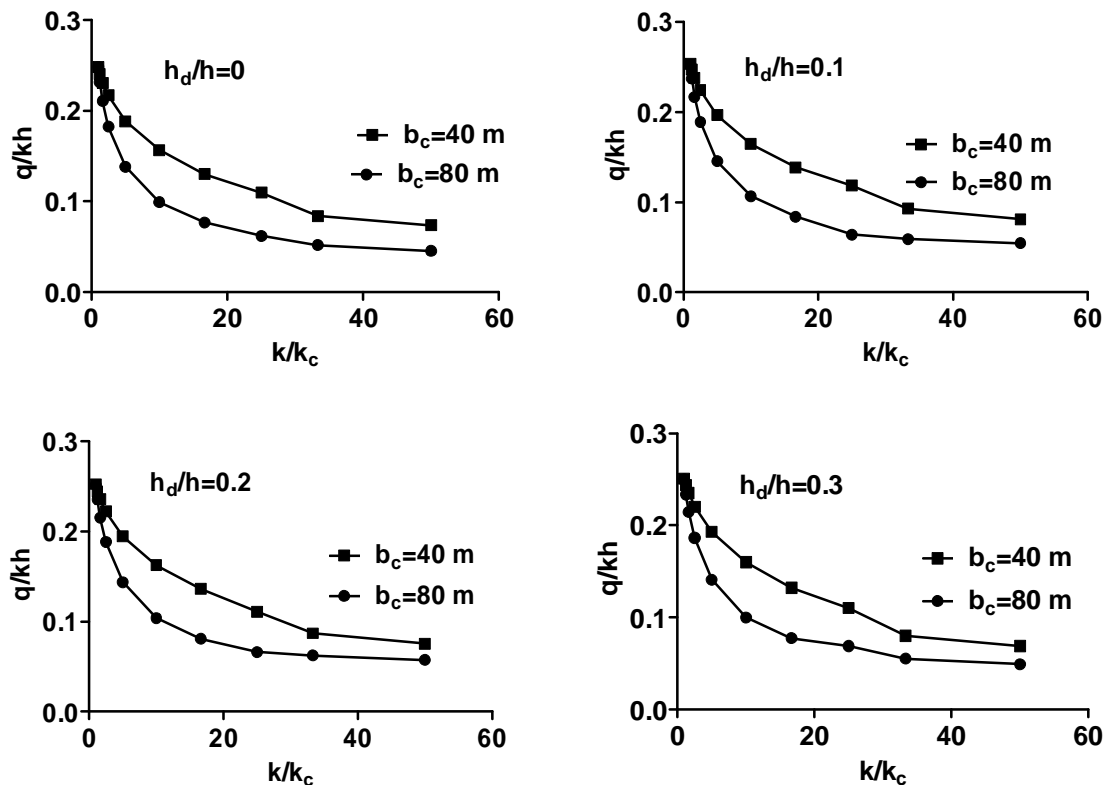 0.3
0.2
0.1
0.0
q/kh
h_d/h=0
b_c=40 m
b_c=80 m
0 20 40 60
k/k_c
0.3
0.2
0.1
0.0
q/kh
h_d/h=0.1
b_c=40 m
b_c=80 m
0 20 40 60
k/k_c
0.3
0.2
0.1
0.0
q/kh
h_d/h=0.2
b_c=40 m
b_c=80 m
0 20 40 60
k/k_c
0.3
0.2
0.1
0.0
q/kh
h_d/h=0.3
b_c=40 m
b_c=80 m
0 20 40 60
k/k_c